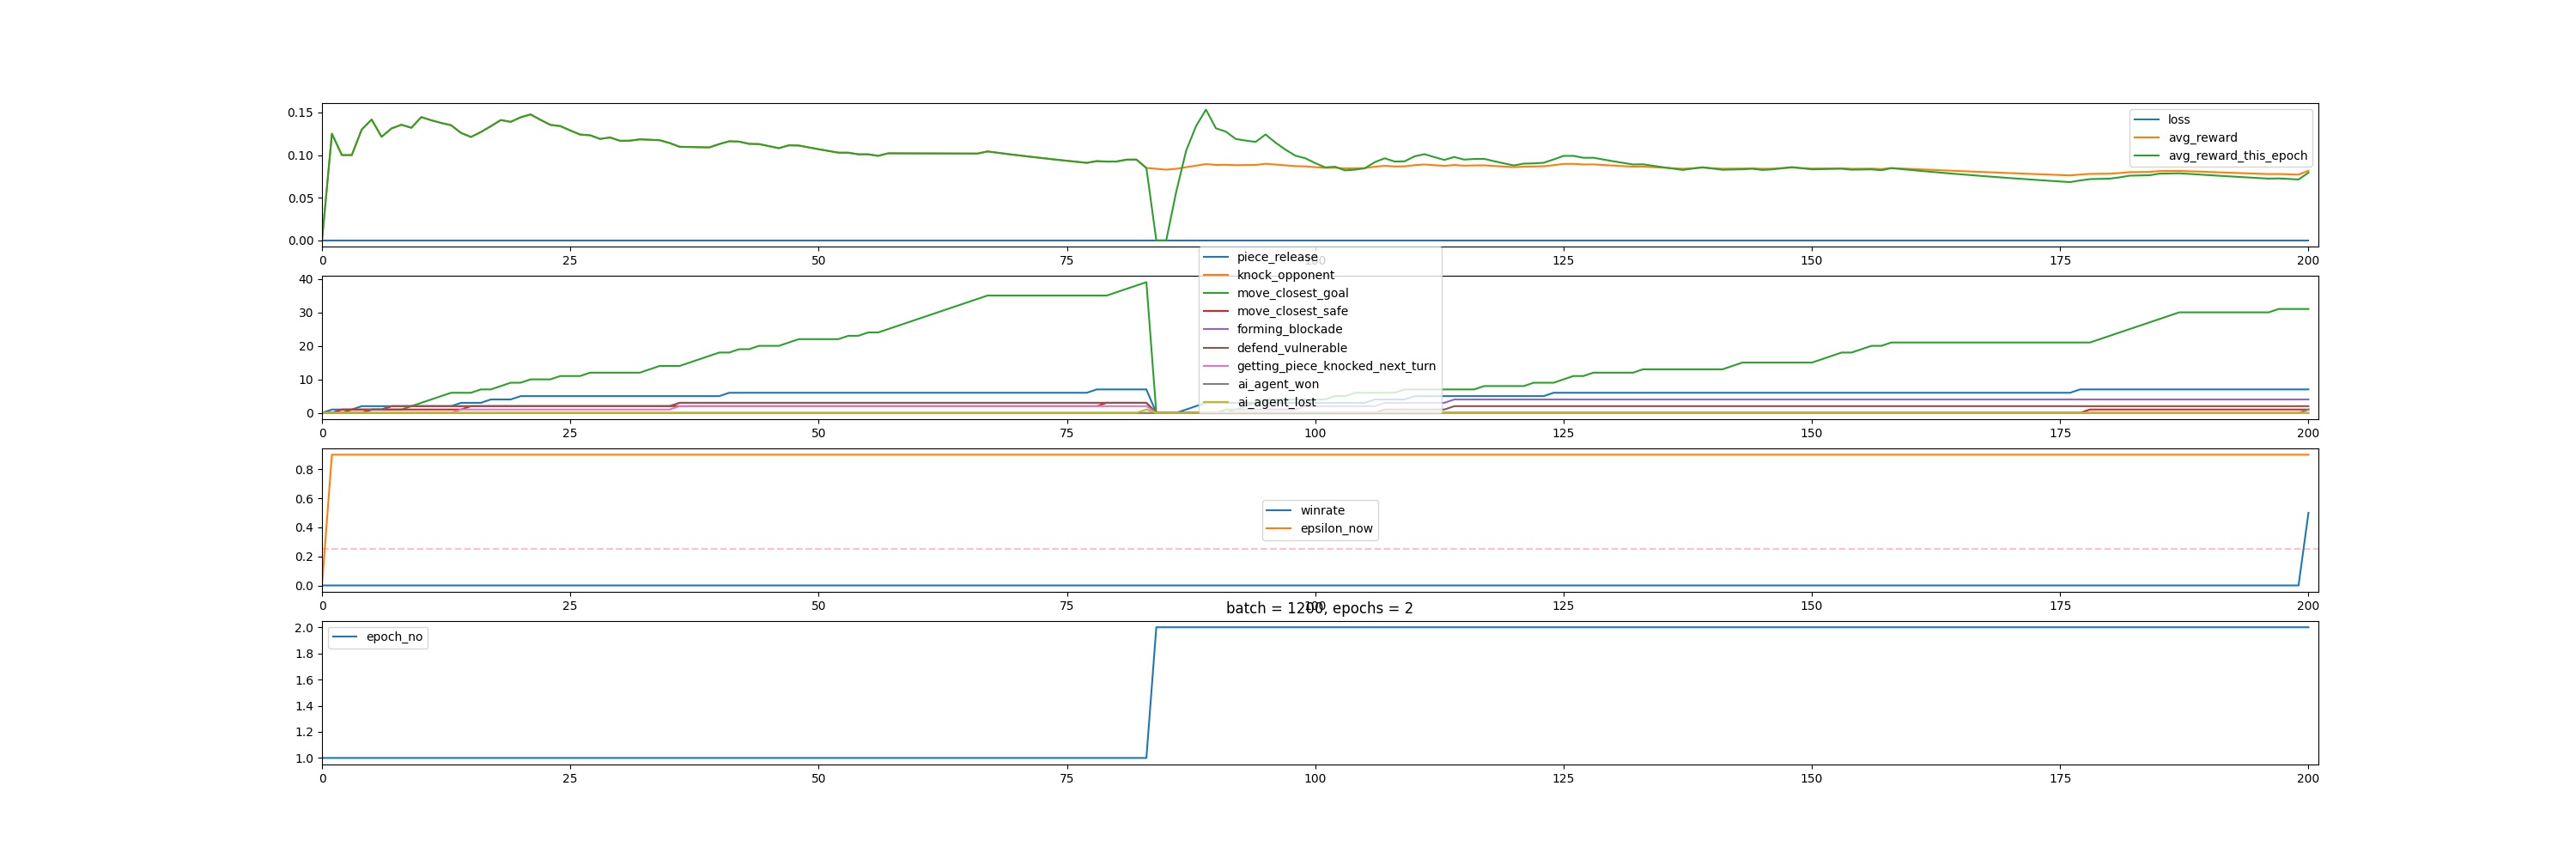 0.15
0.10
0.05
0.00
loss
avg_reward
avg_reward_this_epoch
0 25 50 75 100 125 150 175 200
40
30
20
10
0
piece_release
knock_opponent
move_closest_goal
move_closest_safe
forming_blockade
defend_vulnerable
getting_piece_knocked_next_turn
ai_agent_won
ai_agent_lost
0 25 50 75 100 125 150 175 200
0.8
0.6
0.4
0.2
0.0
winrate
epsilon_now
0 25 50 75 100 125 150 175 200
batch = 1200, epochs = 2
2.0
1.8
1.6
1.4
1.2
1.0
epoch_no
0 25 50 75 100 125 150 175 200